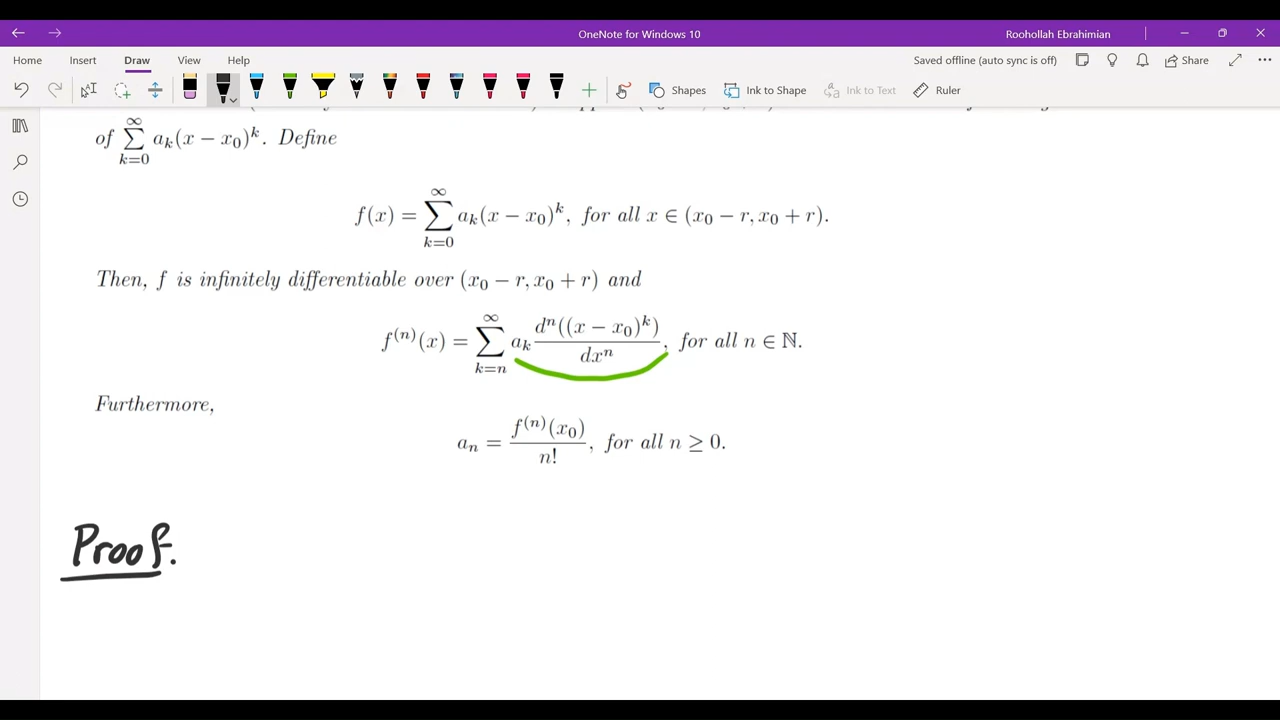 OneNote for Windows 10
Roohollah Ebrahimian
Home Insert Draw View Help
Saved offline (auto sync is off)
Share
Shapes
Ink to Shape
Ink to Text
Ruler
of ∑_{k=0}^{∞} a_k(x − x_0)^k. Define
f(x) = ∑_{k=0}^{∞} a_k(x − x_0)^k, for all x ∈ (x_0 − r, x_0 + r).
Then, f is infinitely differentiable over (x_0 − r, x_0 + r) and
f^{(n)}(x) = ∑_{k=n}^{∞} a_k \frac{d^n((x − x_0)^k)}{dx^n}, for all n ∈ ℕ.
Furthermore,
a_n = \frac{f^{(n)}(x_0)}{n!}, for all n ≥ 0.
Proof.